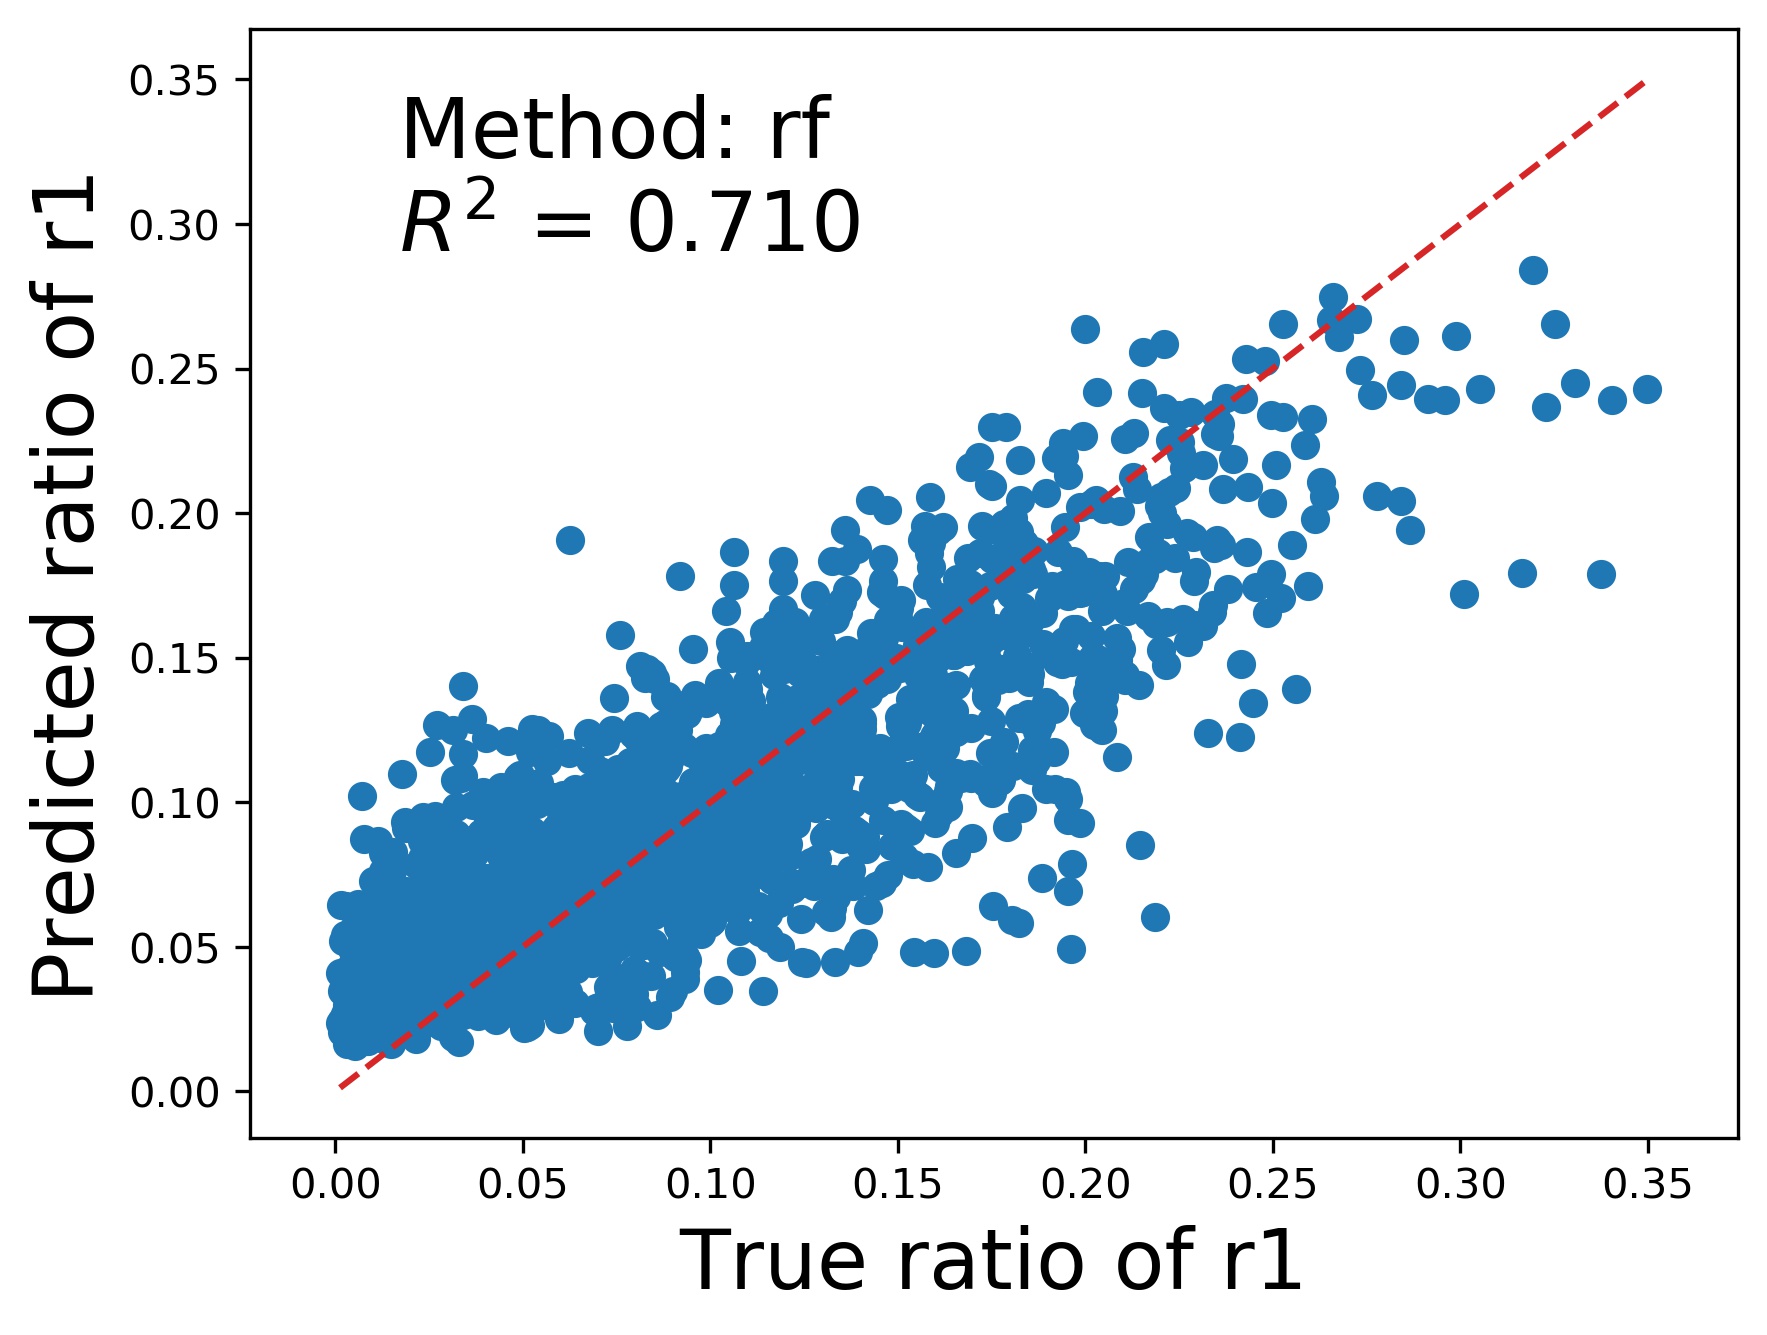 Method: rf
R² = 0.710
Predicted ratio of r1
0.35
0.30
0.25
0.20
0.15
0.10
0.05
0.00
0.00 0.05 0.10 0.15 0.20 0.25 0.30 0.35
True ratio of r1